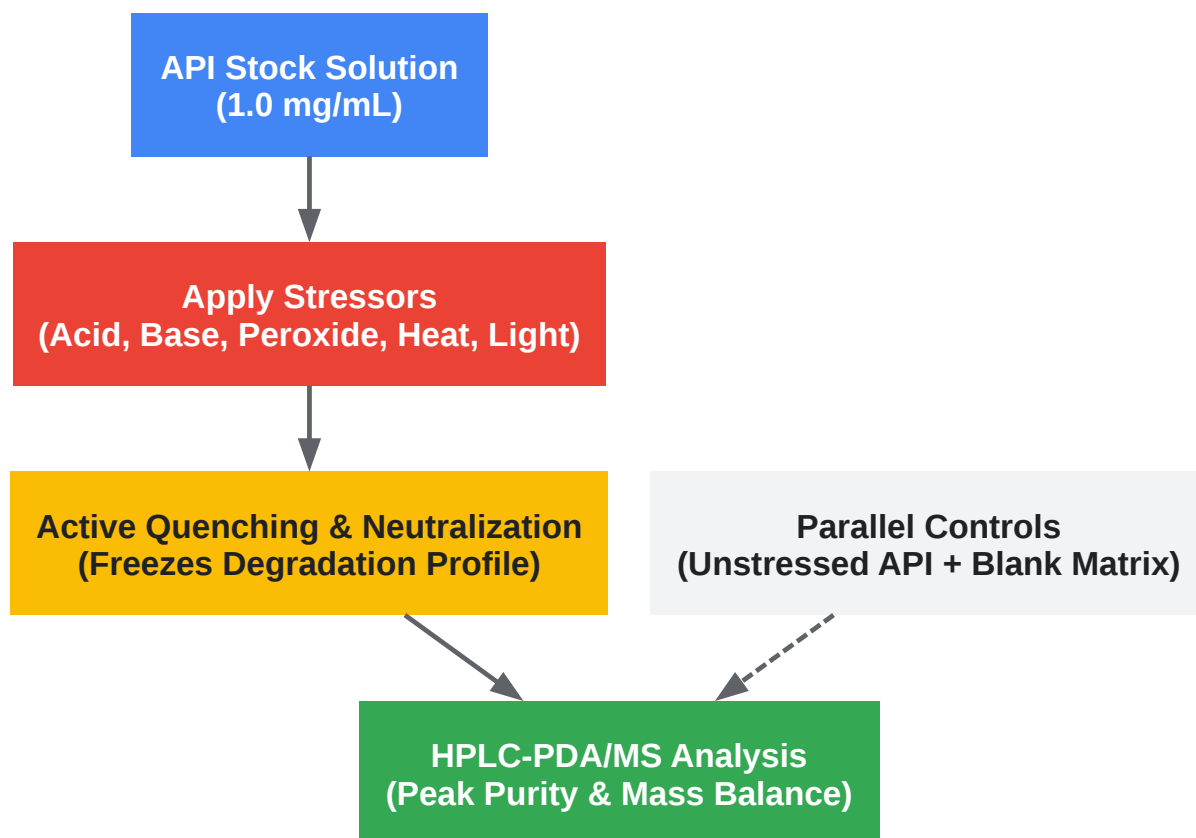 API Stock Solution
(1.0 mg/mL)
Apply Stressors
(Acid, Base, Peroxide, Heat, Light)
Active Quenching & Neutralization
(Freezes Degradation Profile)
Parallel Controls
(Unstressed API + Blank Matrix)
HPLC-PDA/MS Analysis
(Peak Purity & Mass Balance)